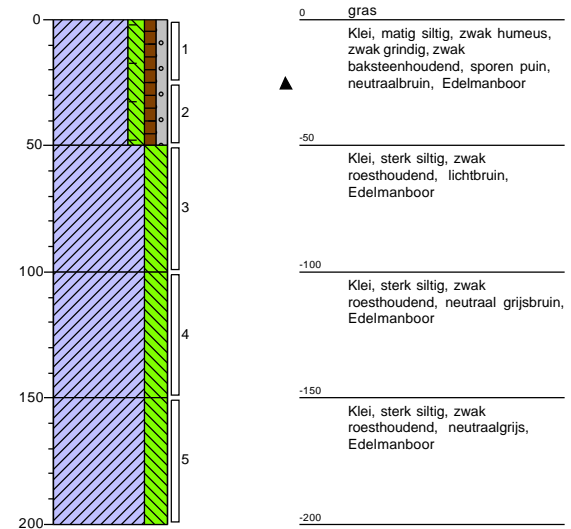 0
50
100
150
200
1
2
3
4
5
0 gras
Klei, matig siltig, zwak humeus,
zwak grindig, zwak
baksteenhoudend, sporen puin,
neutraalbruin, Edelmanboor
-50
Klei, sterk siltig, zwak
roesthoudend, lichtbruin,
Edelmanboor
-100
Klei, sterk siltig, zwak
roesthoudend, neutraal grijsbruin,
Edelmanboor
-150
Klei, sterk siltig, zwak
roesthoudend, neutraalgrijs,
Edelmanboor
-200